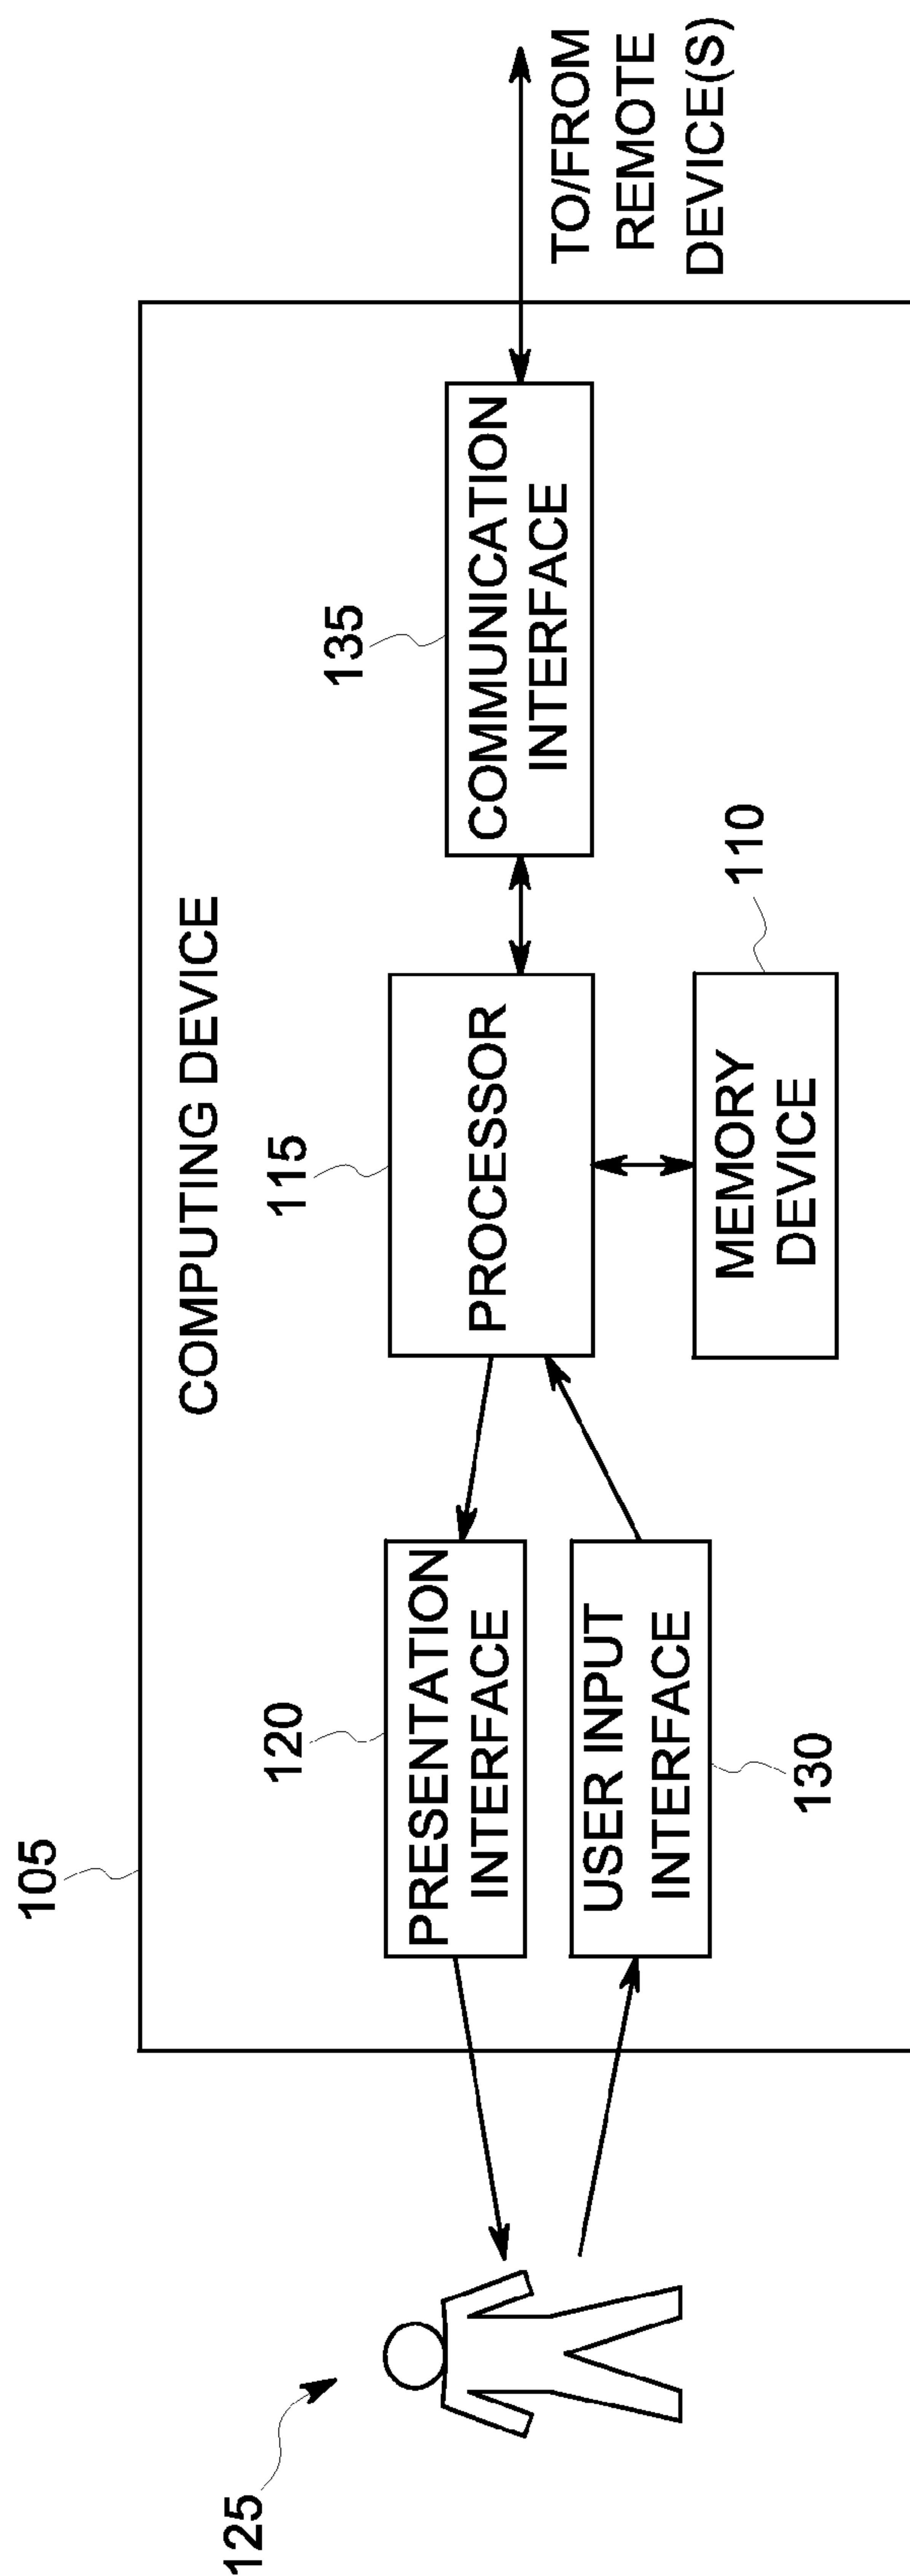 105
COMPUTING DEVICE
125
120
PRESENTATION
INTERFACE
USER INPUT
INTERFACE
130
115
PROCESSOR
MEMORY
DEVICE
110
135
COMMUNICATION
INTERFACE
TO/FROM
REMOTE
DEVICE(S)